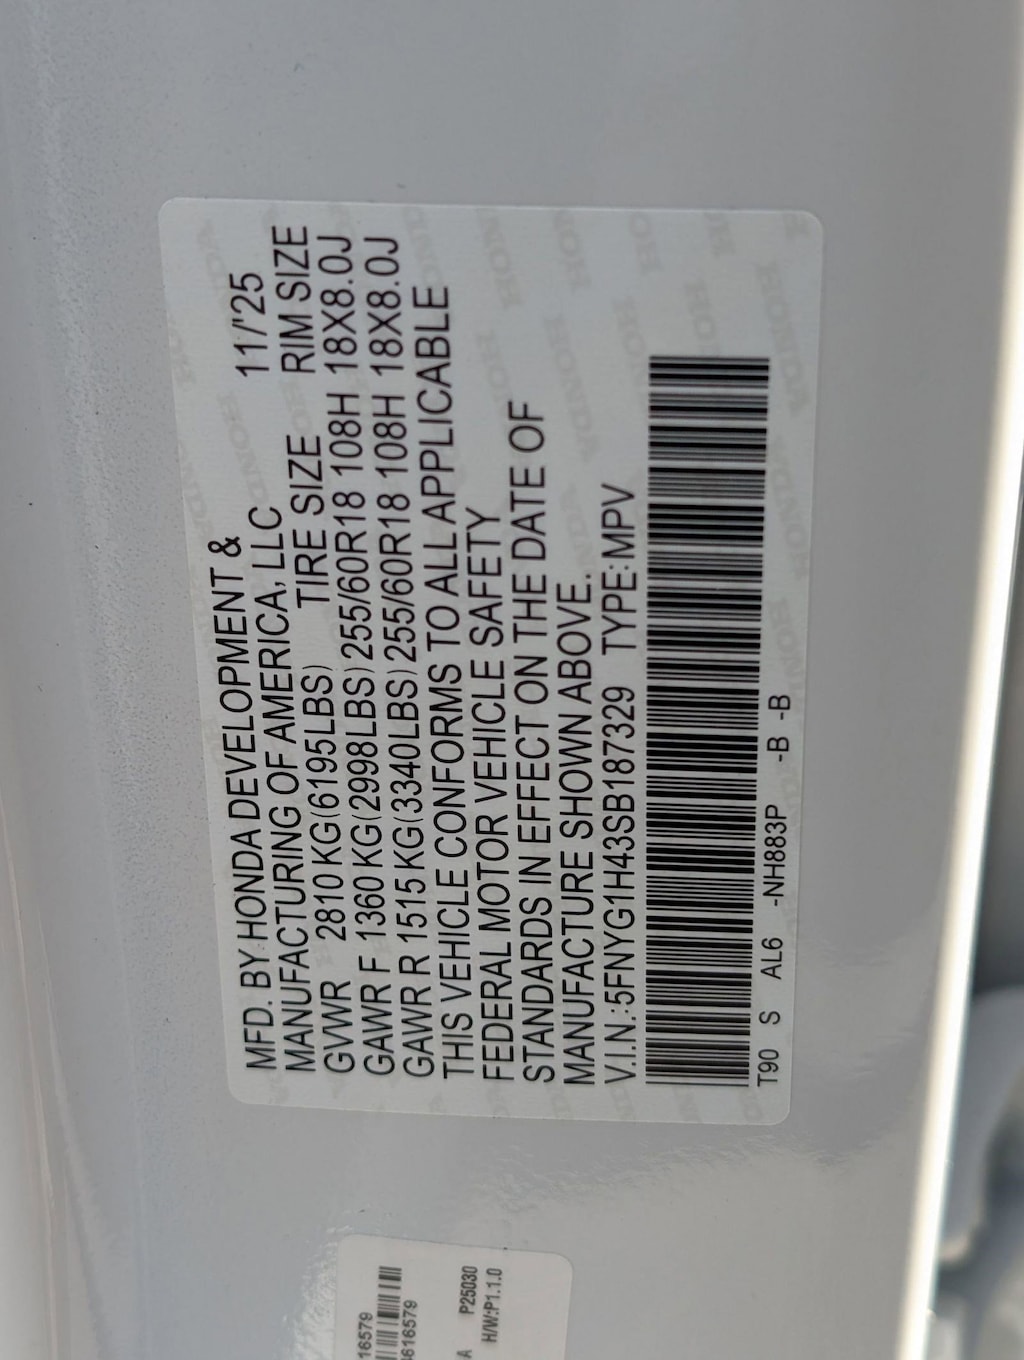 MFD. BY HONDA DEVELOPMENT &
MANUFACTURING OF AMERICA, LLC 11/'25
TIRE SIZE RIM SIZE
GVWR 2810 KG(6195LBS)
GAWR F 1360 KG(2998LBS) 255/60R18 108H 18X8.0J
GAWR R 1515 KG(3340LBS) 255/60R18 108H 18X8.0J
THIS VEHICLE CONFORMS TO ALL APPLICABLE
FEDERAL MOTOR VEHICLE SAFETY
STANDARDS IN EFFECT ON THE DATE OF
MANUFACTURE SHOWN ABOVE.
V.I.N.:5FNYG1H43SB187329 TYPE:MPV
T90 S AL6 -NH883P -B -B
16579
4616579
P25030
H/W:P1.1.0